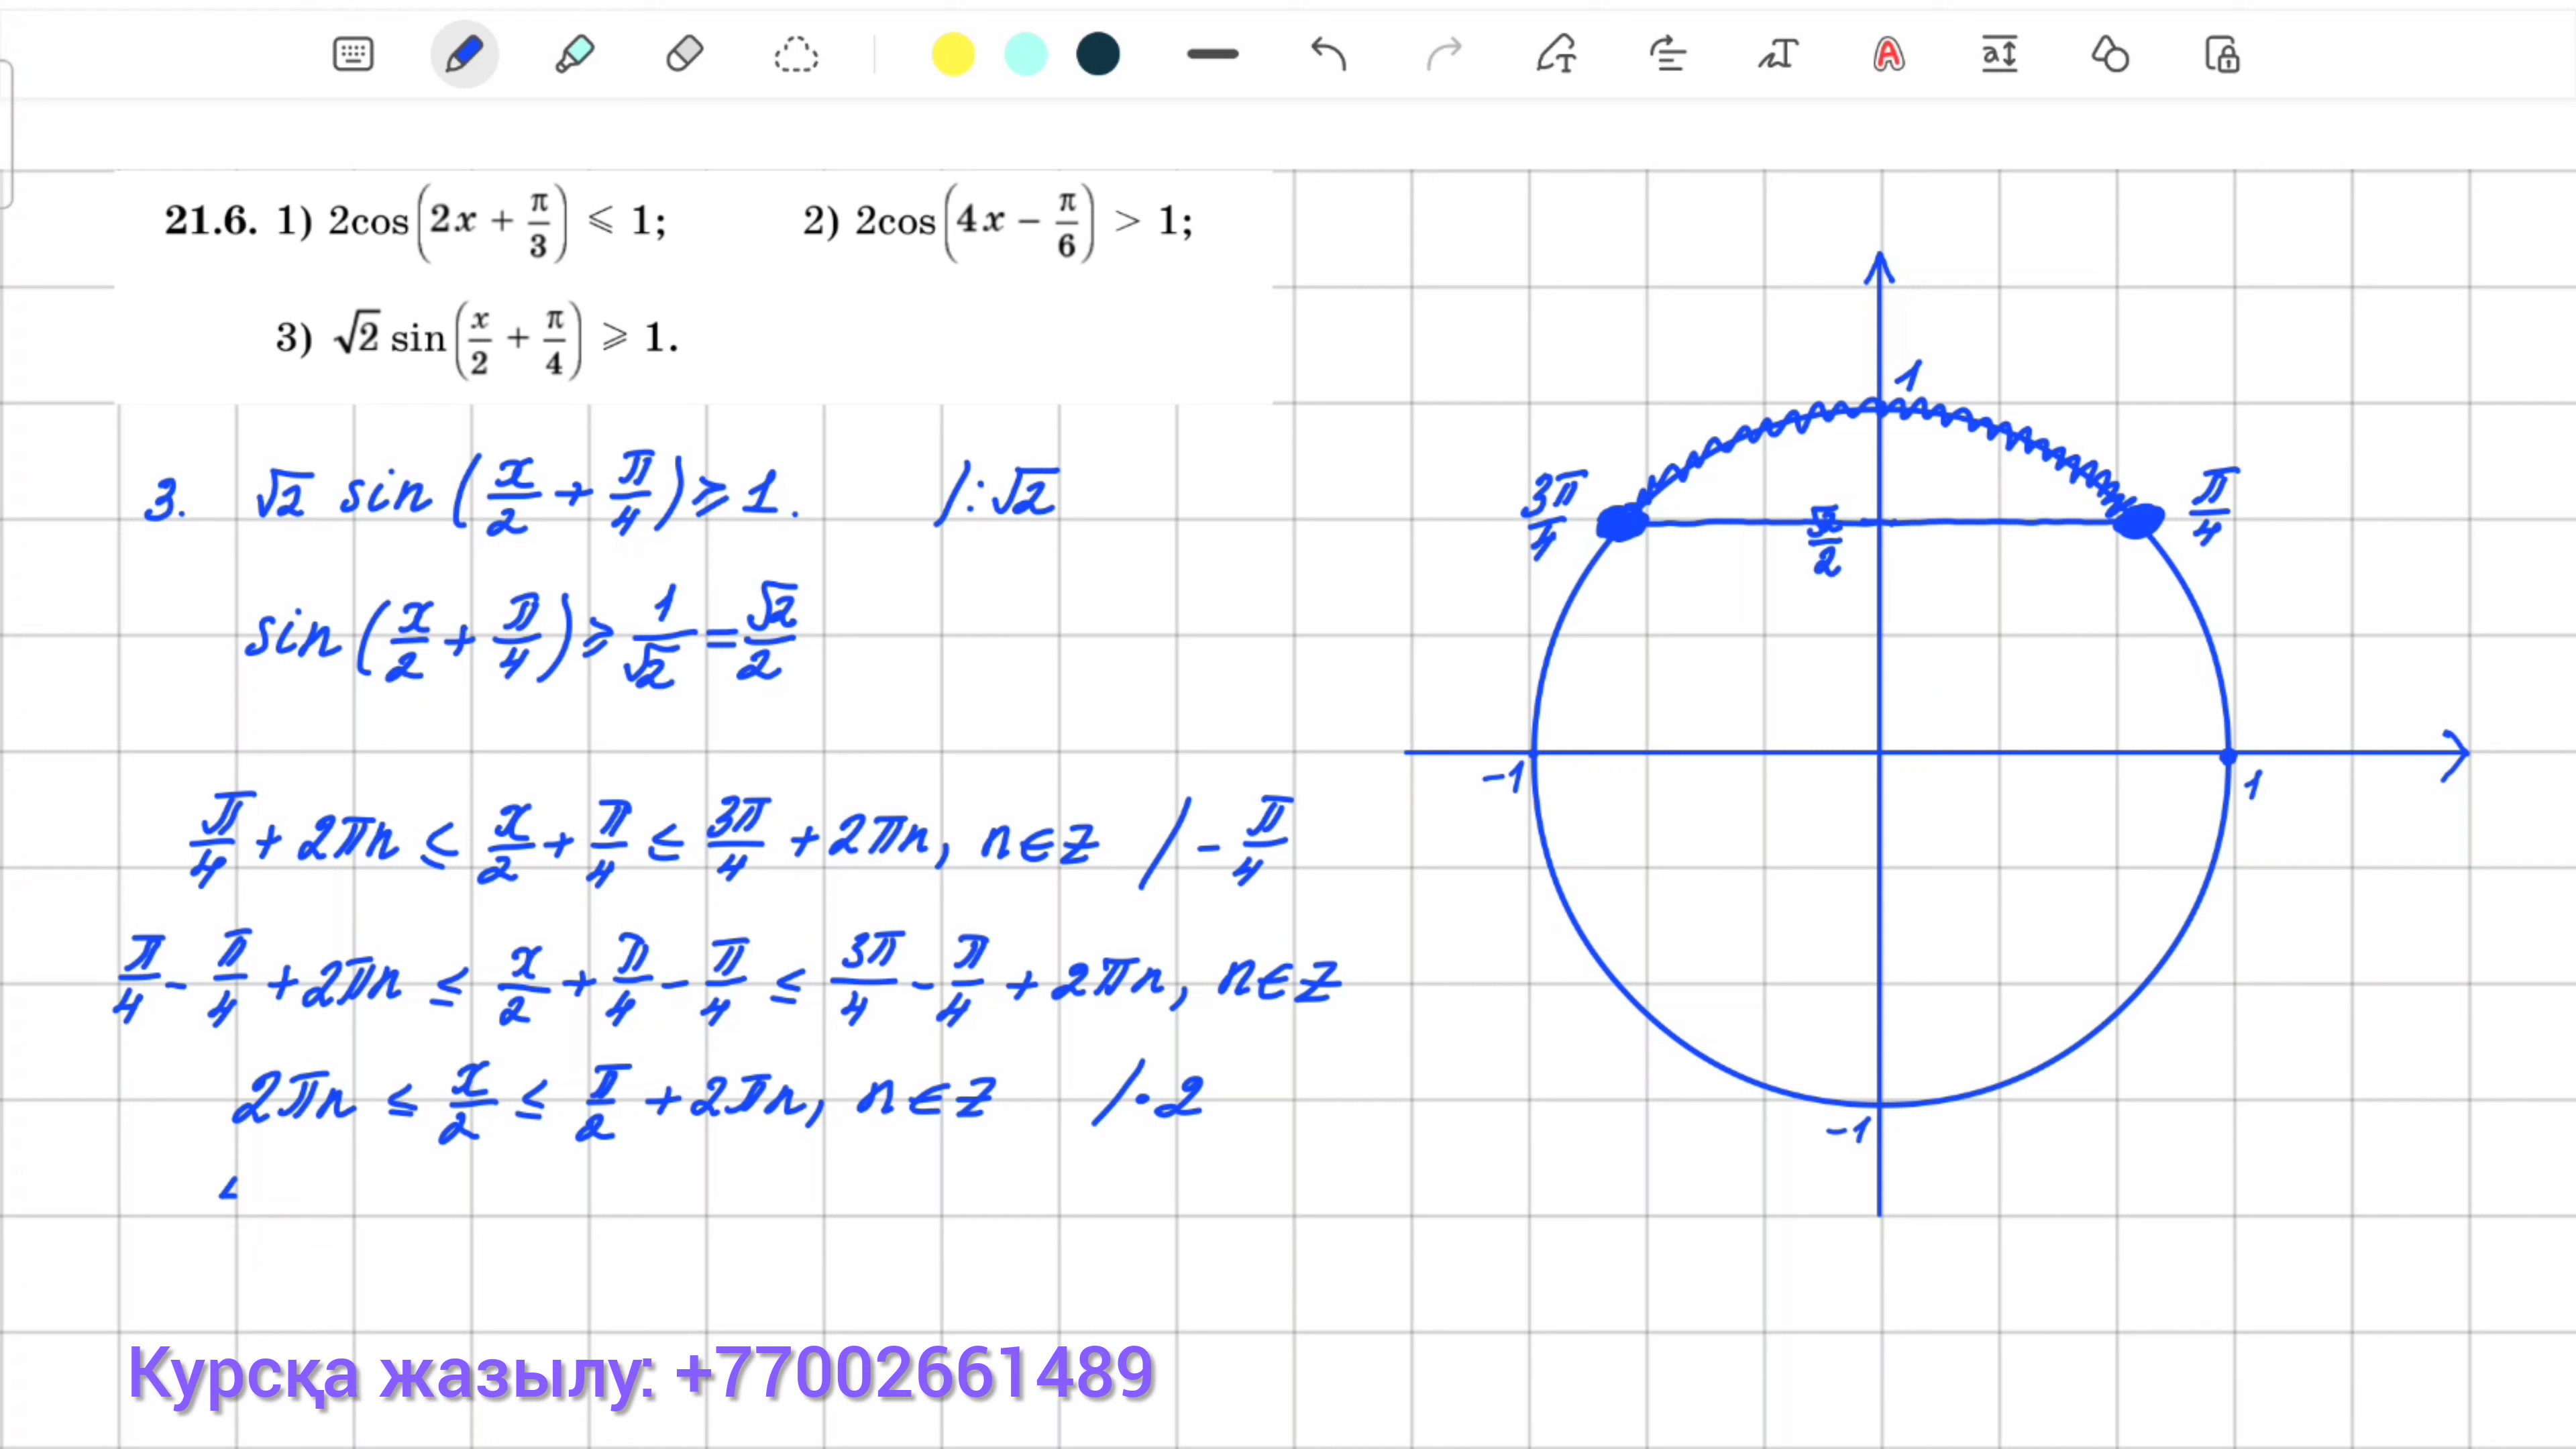 21.6. 1) 2cos(2x + π/3) ⩽ 1; 2) 2cos(4x − π/6) > 1;
3) √2 sin(x/2 + π/4) ⩾ 1.
3. √2 sin(x/2 + π/4) ⩾ 1. /:√2
sin(x/2 + π/4) ⩾ 1/√2 = √2/2
π/4 + 2πn ≤ x/2 + π/4 ≤ 3π/4 + 2πn, n∈z / − π/4
π/4 − π/4 + 2πn ≤ x/2 + π/4 − π/4 ≤ 3π/4 − π/4 + 2πn, n∈z
2πn ≤ x/2 ≤ π/2 + 2πn, n∈z /·2
1
3π/4 √2/2 π/4
−1 1
−1
Курсқа жазылу: +77002661489